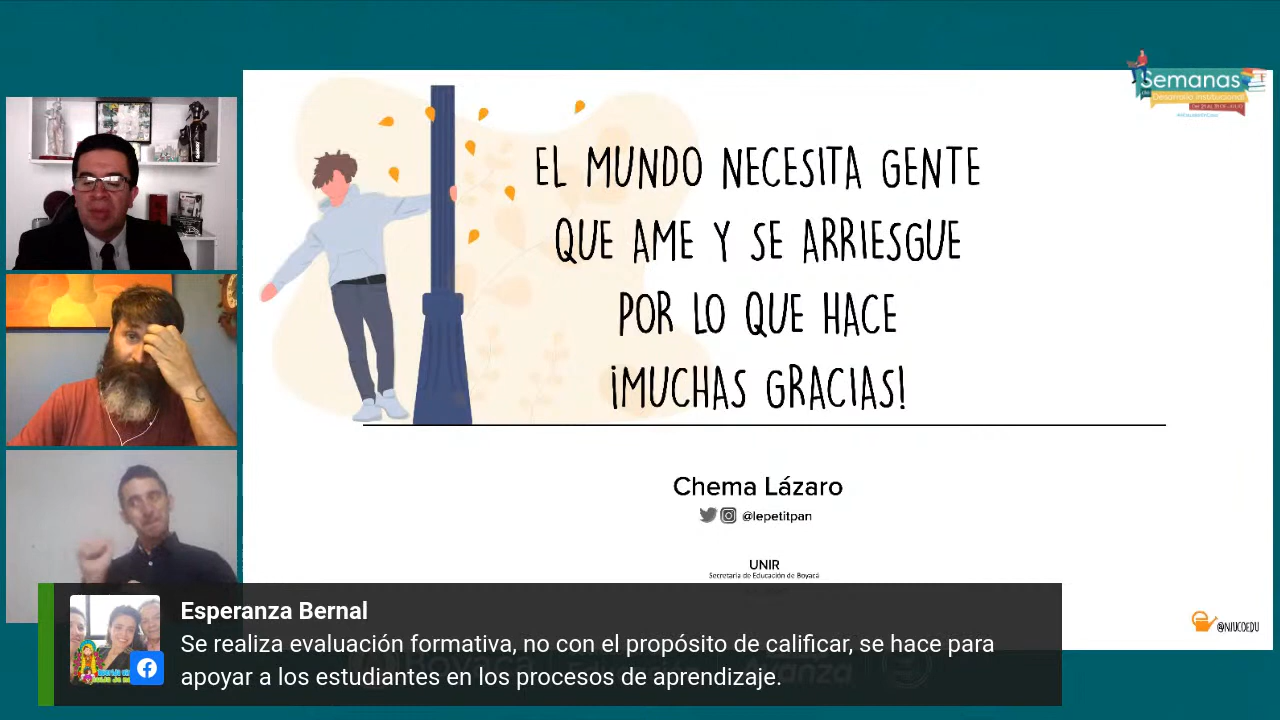 Semanas
Desarrollo Institucional
EL MUNDO NECESITA GENTE
QUE AME Y SE ARRIESGUE
POR LO QUE HACE
¡MUCHAS GRACIAS!
Chema Lázaro
@lepetitpan
UNIR
Secretaría de Educación de Boyacá
@NIUCOEDU
Esperanza Bernal
Se realiza evaluación formativa, no con el propósito de calificar, se hace para
apoyar a los estudiantes en los procesos de aprendizaje.